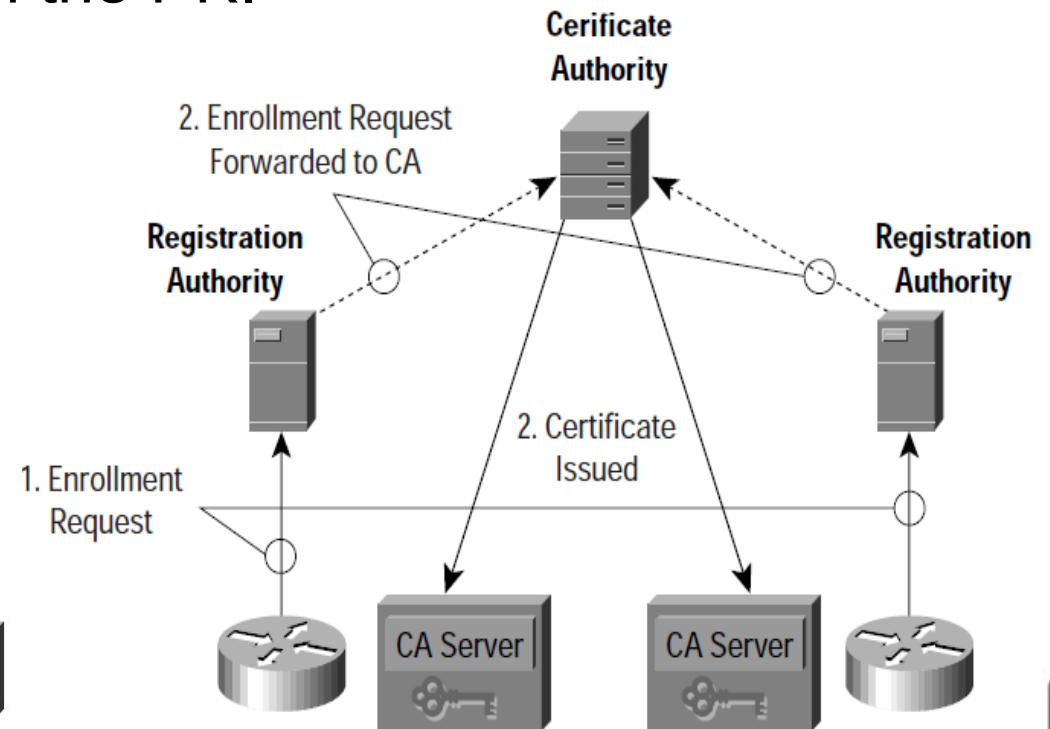 Cerificate
Authority
2. Enrollment Request
Forwarded to CA
Registration
Authority
Registration
Authority
2. Certificate
Issued
1. Enrollment
Request
CA Server
CA Server